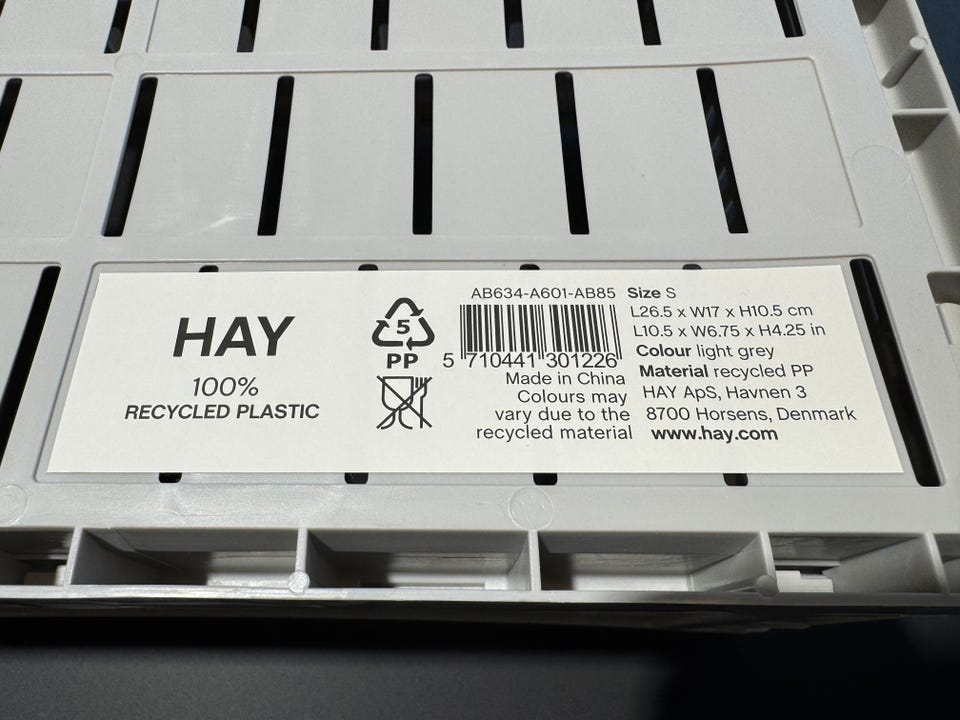 HAY
100%
RECYCLED PLASTIC
5
PP
AB634-A601-AB85
5 710441 301226
Made in China
Colours may
vary due to the
recycled material
Size S
L26.5 x W17 x H10.5 cm
L10.5 x W6.75 x H4.25 in
Colour light grey
Material recycled PP
HAY ApS, Havnen 3
8700 Horsens, Denmark
www.hay.com